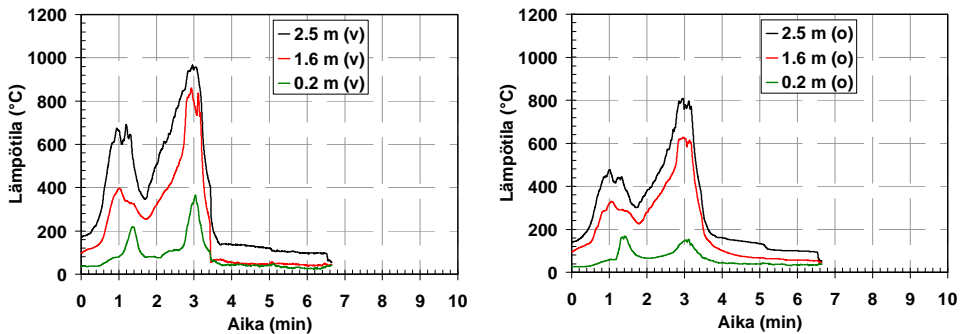 1200
1000
800
600
400
200
0
Lämpötila (°C)
2.5 m (v)
1.6 m (v)
0.2 m (v)
0 1 2 3 4 5 6 7 8 9 10
Aika (min)
1200
1000
800
600
400
200
0
Lämpötila (°C)
2.5 m (o)
1.6 m (o)
0.2 m (o)
0 1 2 3 4 5 6 7 8 9 10
Aika (min)